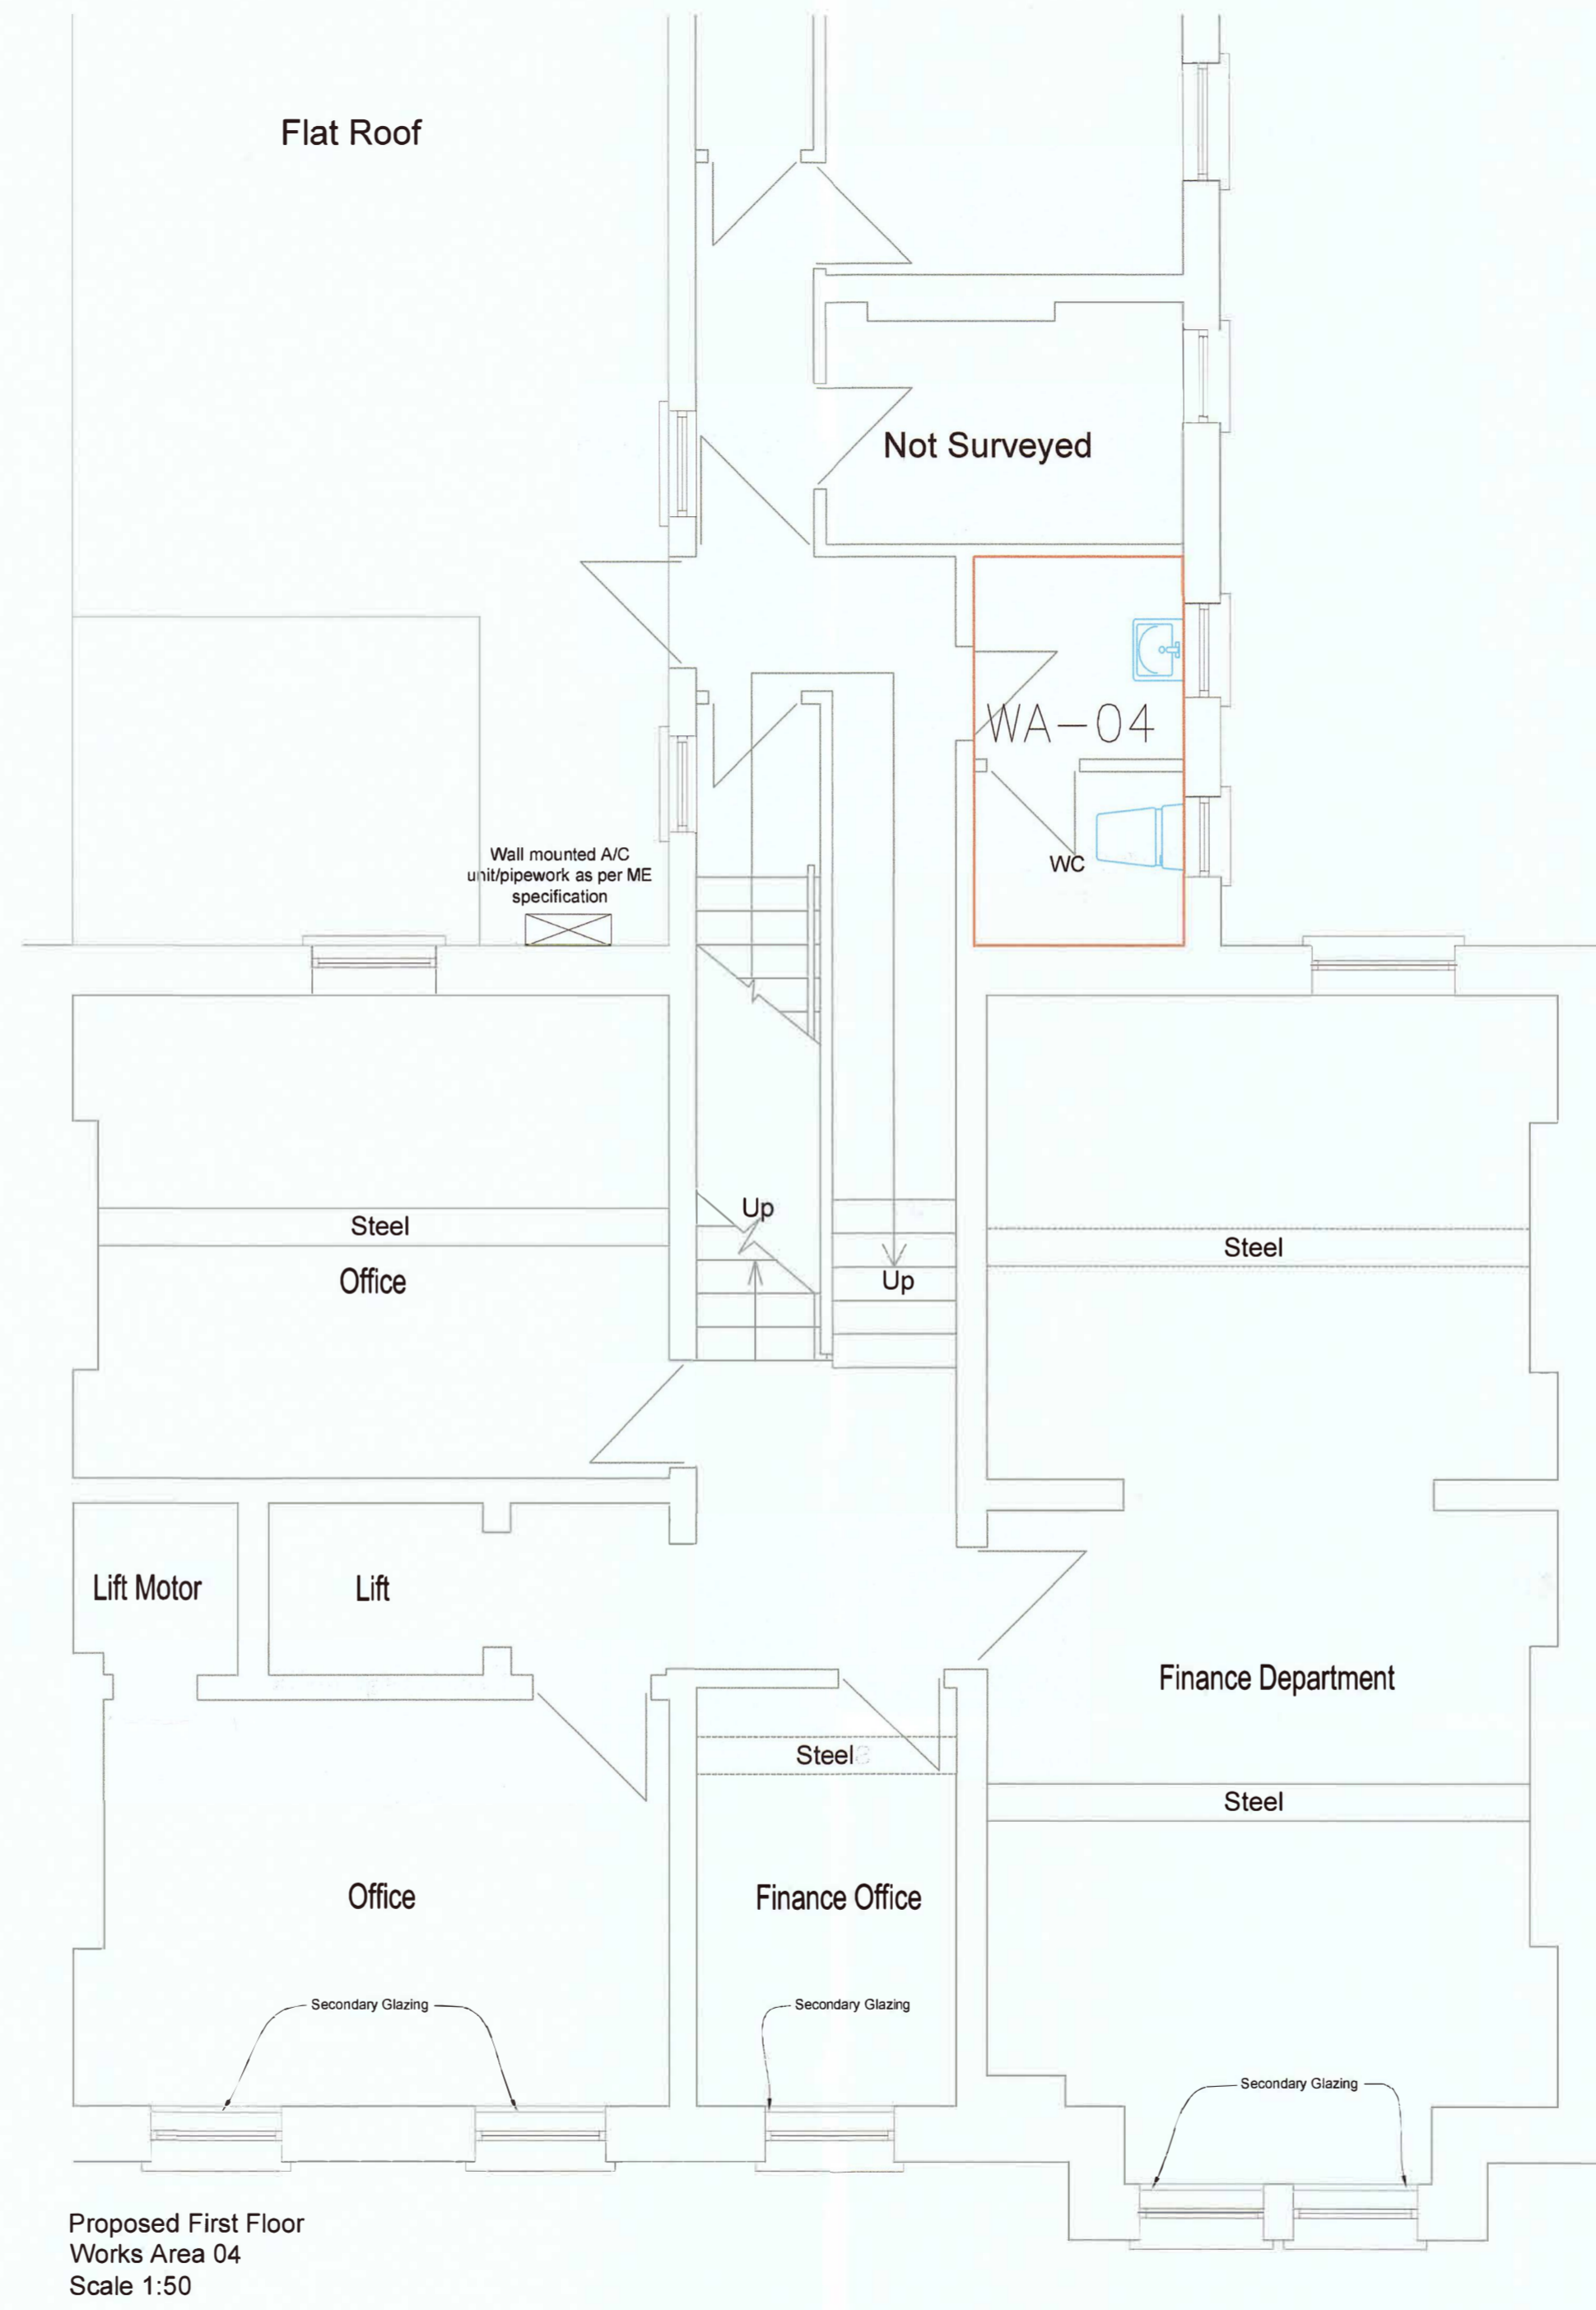 Flat Roof
Not Surveyed
WA-04
Wall mounted A/C
unit/pipework as per ME
specification
WC
Up
Steel
Steel
Office
Up
Lift Motor
Lift
Finance Department
Steel
Steel
Office
Finance Office
Secondary Glazing
Secondary Glazing
Secondary Glazing
Proposed First Floor
Works Area 04
Scale 1:50